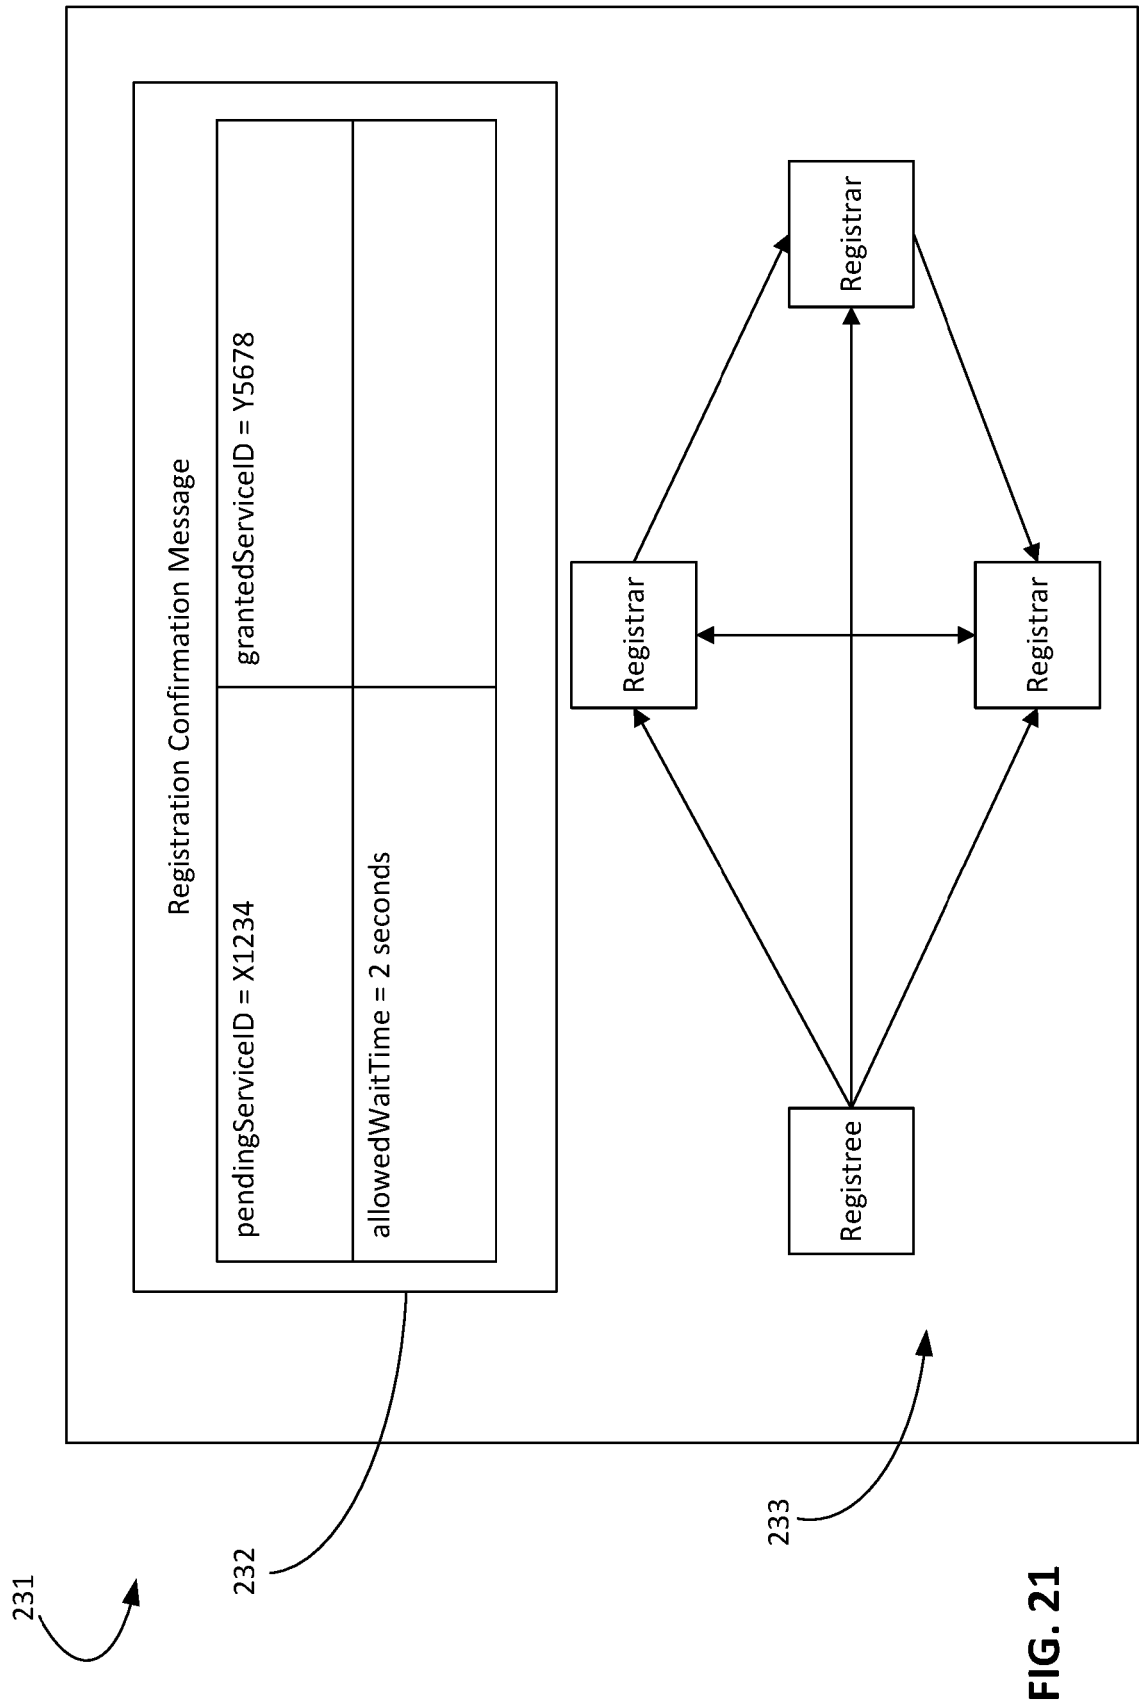 231
232
Registration Confirmation Message
pendingServiceID = X1234
grantedServiceID = Y5678
allowedWaitTime = 2 seconds
233
Registree
Registrar
Registrar
Registrar
FIG. 21